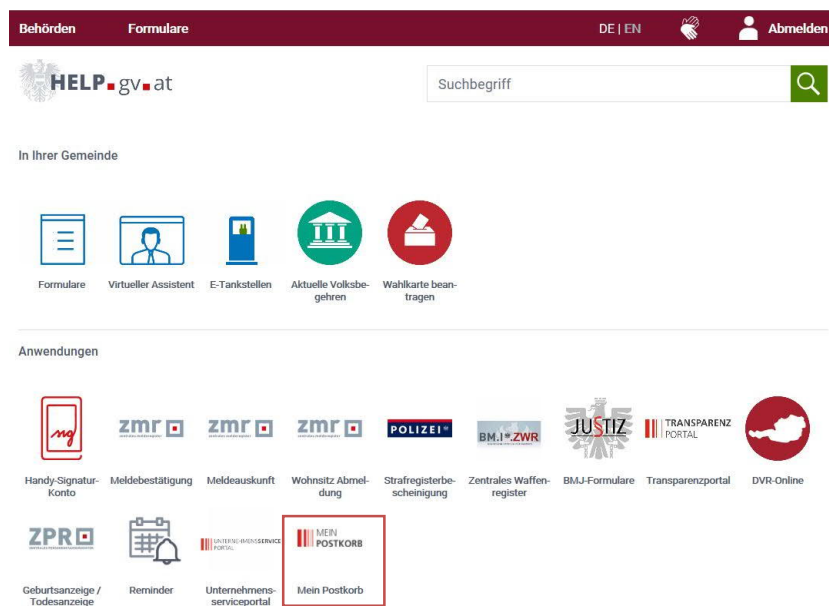 Behörden Formulare DE | EN Abmelden
HELP.gv.at Suchbegriff
In Ihrer Gemeinde
Formulare Virtueller Assistent E-Tankstellen Aktuelle Volksbe- Wahlkarte bean-
gehren tragen
Anwendungen
zmr zmr zmr POLIZEI BM.I*.ZWR JUSTIZ TRANSPARENZ
PORTAL
Handy-Signatur- Meldebestätigung Meldeauskunft Wohnsitz Abmel- Strafregisterbe- Zentrales Waffen- BMJ-Formulare Transparenzportal DVR-Online
Konto dung scheinigung register
ZPR UNTERNEHMENSSERVICE MEIN
PORTAL POSTKORB
Geburtsanzeige / Reminder Unternehmens- Mein Postkorb
Todesanzeige serviceportal